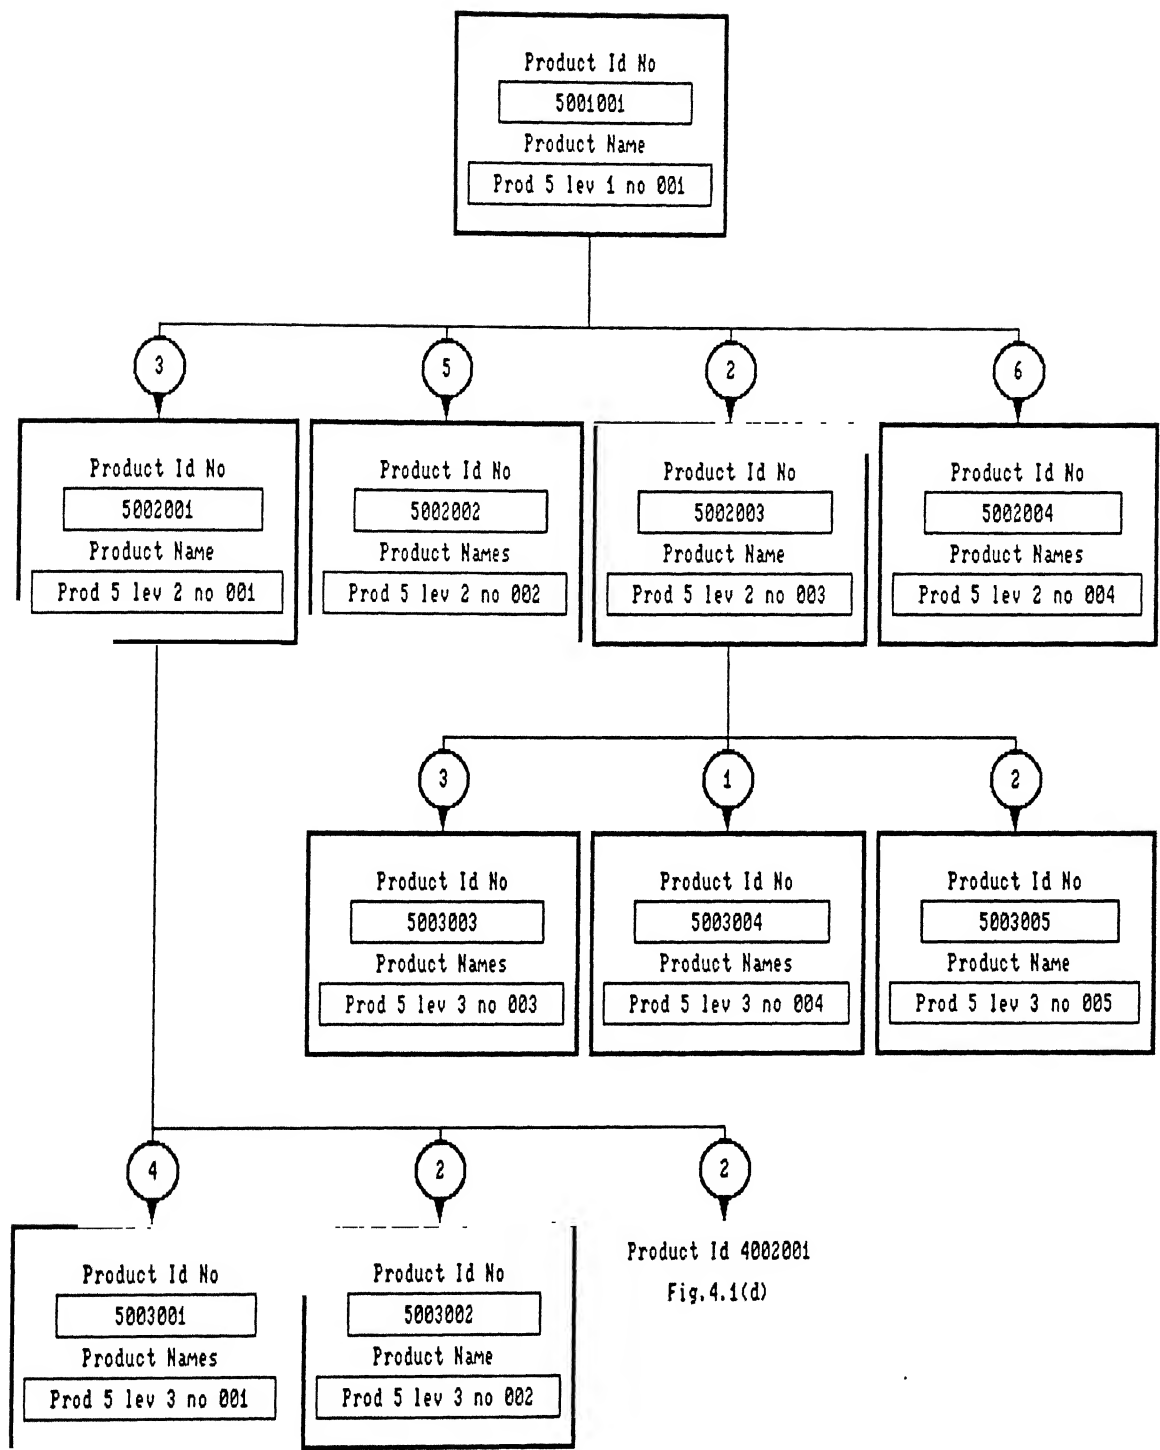 Product Id No
5001001
Product Name
Prod 5 lev 1 no 001
3
5
2
6
Product Id No
5002001
Product Name
Prod 5 lev 2 no 001
Product Id No
5002002
Product Names
Prod 5 lev 2 no 002
Product Id No
5002003
Product Name
Prod 5 lev 2 no 003
Product Id No
5002004
Product Names
Prod 5 lev 2 no 004
3
1
2
Product Id No
5003003
Product Names
Prod 5 lev 3 no 003
Product Id No
5003004
Product Names
Prod 5 lev 3 no 004
Product Id No
5003005
Product Name
Prod 5 lev 3 no 005
4
2
2
Product Id No
5003001
Product Names
Prod 5 lev 3 no 001
Product Id No
5003002
Product Name
Prod 5 lev 3 no 002
Product Id 4002001
Fig.4.1(d)